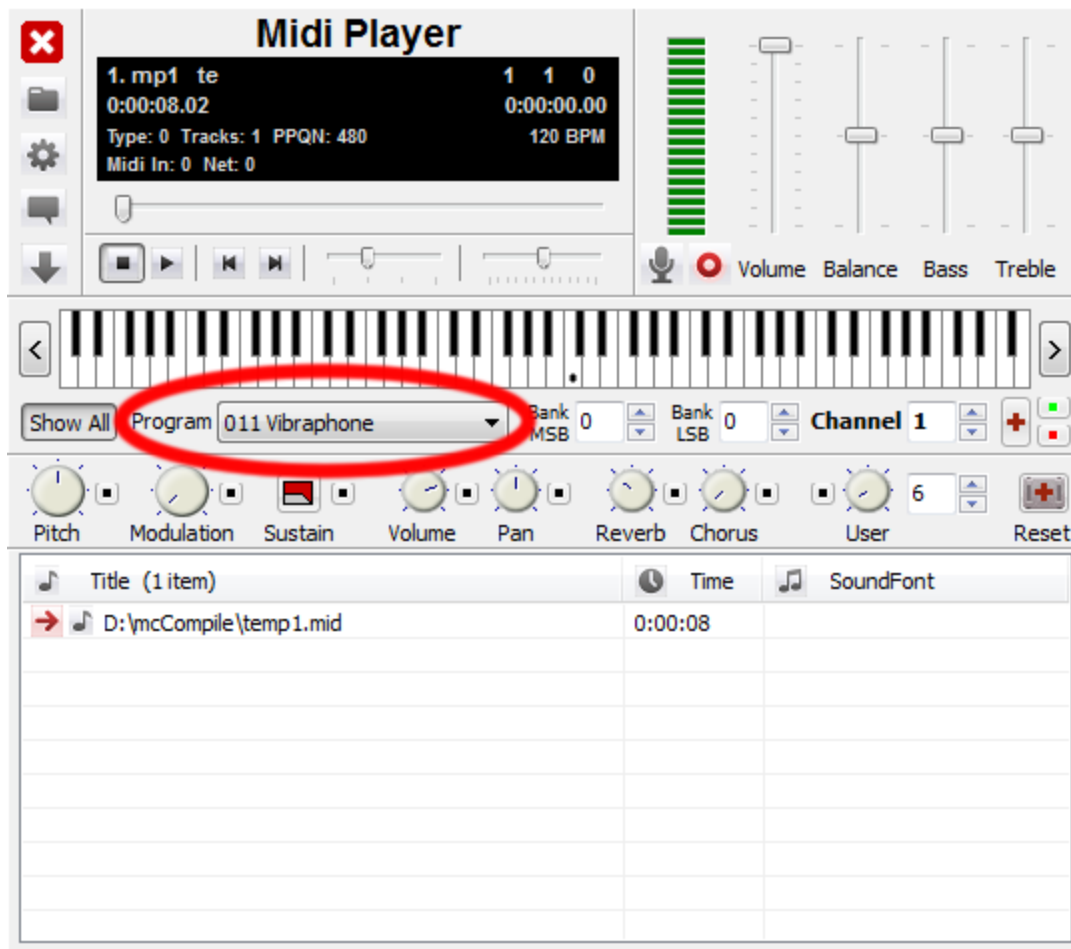 Midi Player
1. mp1 te 1 1 0
0:00:08.02 0:00:00.00
Type: 0 Tracks: 1 PPQN: 480 120 BPM
Midi In: 0 Net: 0
Volume Balance Bass Treble
< >
Show All Program 011 Vibraphone Bank MSB 0 Bank LSB 0 Channel 1
6
Pitch Modulation Sustain Volume Pan Reverb Chorus User Reset
Title (1 item) Time SoundFont
D:\mcCompile\temp1.mid 0:00:08